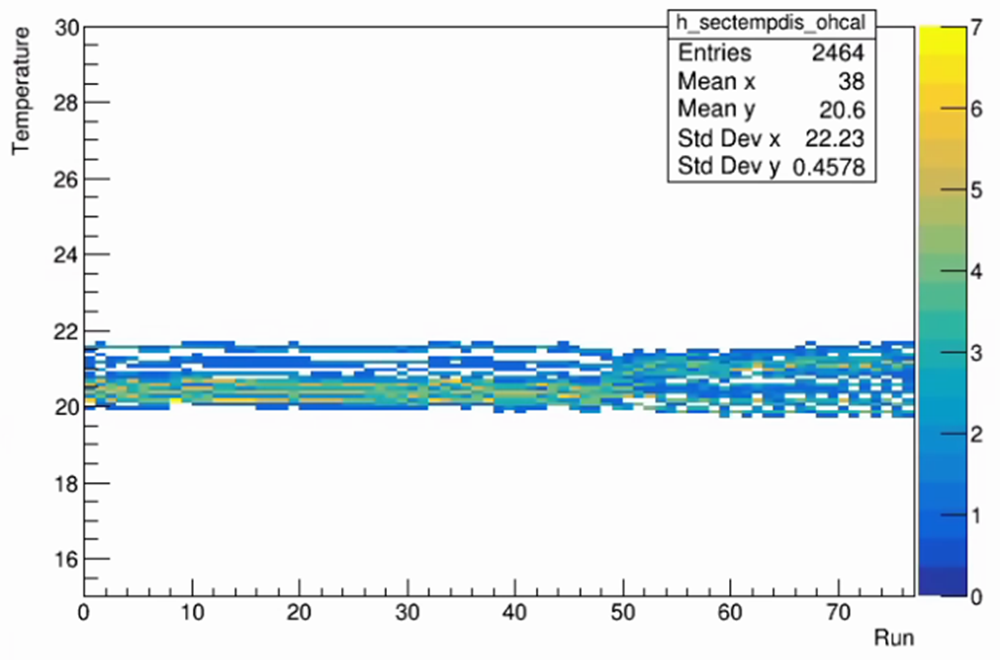 h_sectempdis_ohcal
Entries 2464
Mean x 38
Mean y 20.6
Std Dev x 22.23
Std Dev y 0.4578
Temperature
30
28
26
24
22
20
18
16
0 10 20 30 40 50 60 70
Run
7
6
5
4
3
2
1
0